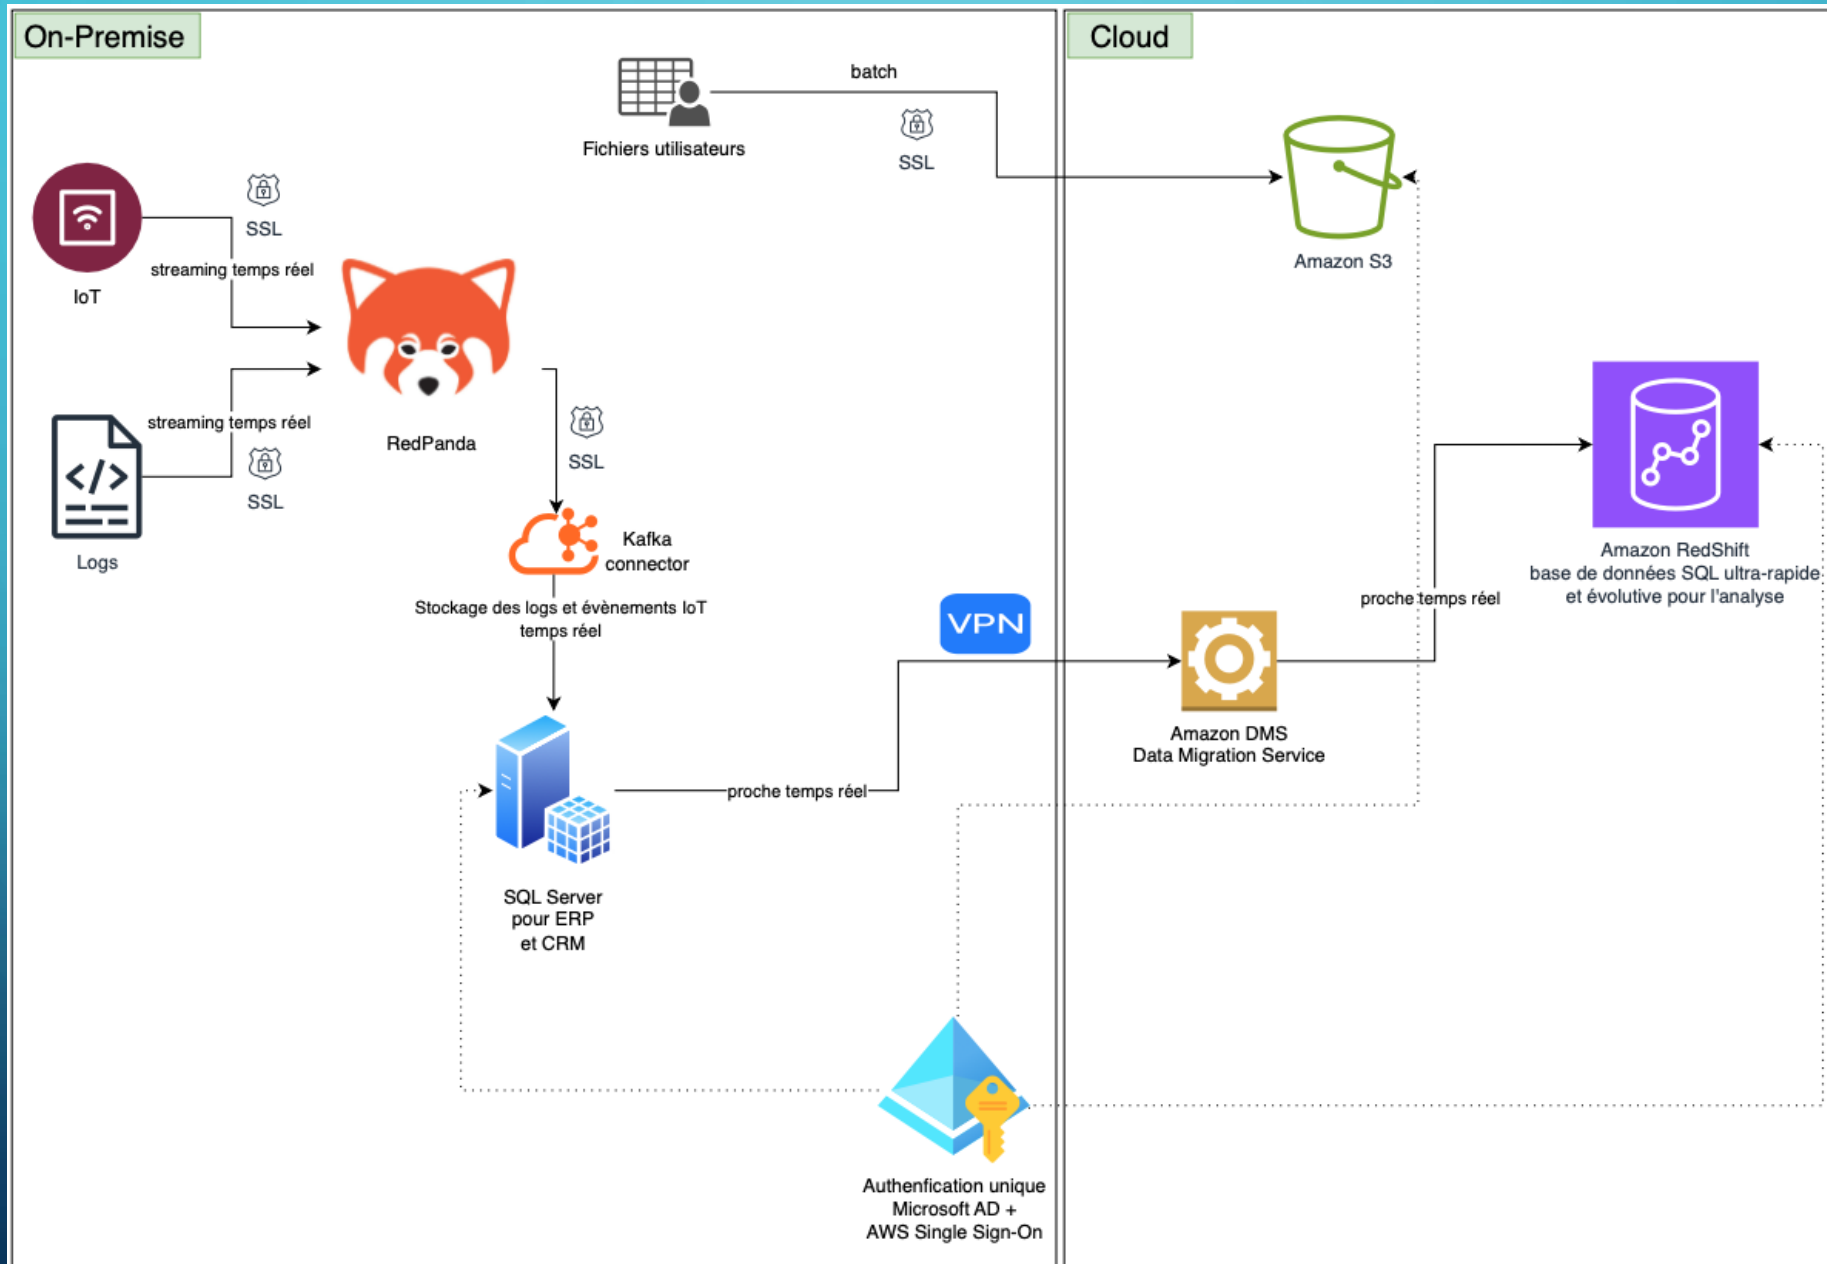 On-Premise
Cloud
batch
SSL
Fichiers utilisateurs
SSL
streaming temps réel
IoT
Amazon S3
streaming temps réel
SSL
Logs
RedPanda
SSL
Kafka
connector
Stockage des logs et évènements IoT
temps réel
VPN
Amazon RedShift
base de données SQL ultra-rapide
et évolutive pour l'analyse
proche temps réel
Amazon DMS
Data Migration Service
proche temps réel
SQL Server
pour ERP
et CRM
Authenfication unique
Microsoft AD +
AWS Single Sign-On